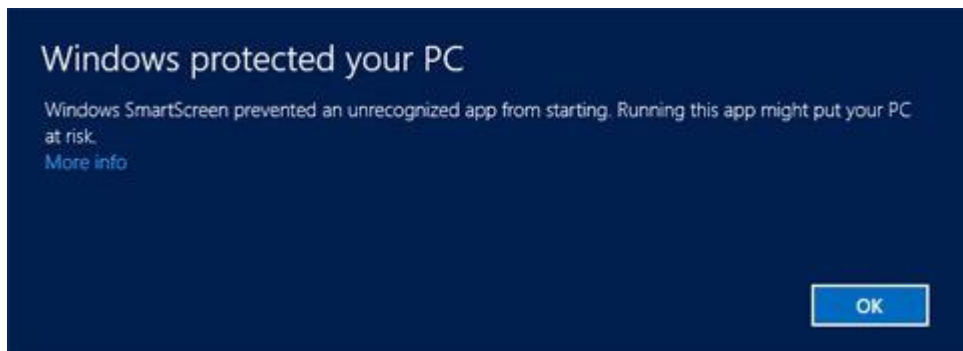 Windows protected your PC
Windows SmartScreen prevented an unrecognized app from starting. Running this app might put your PC
at risk.
More info
OK